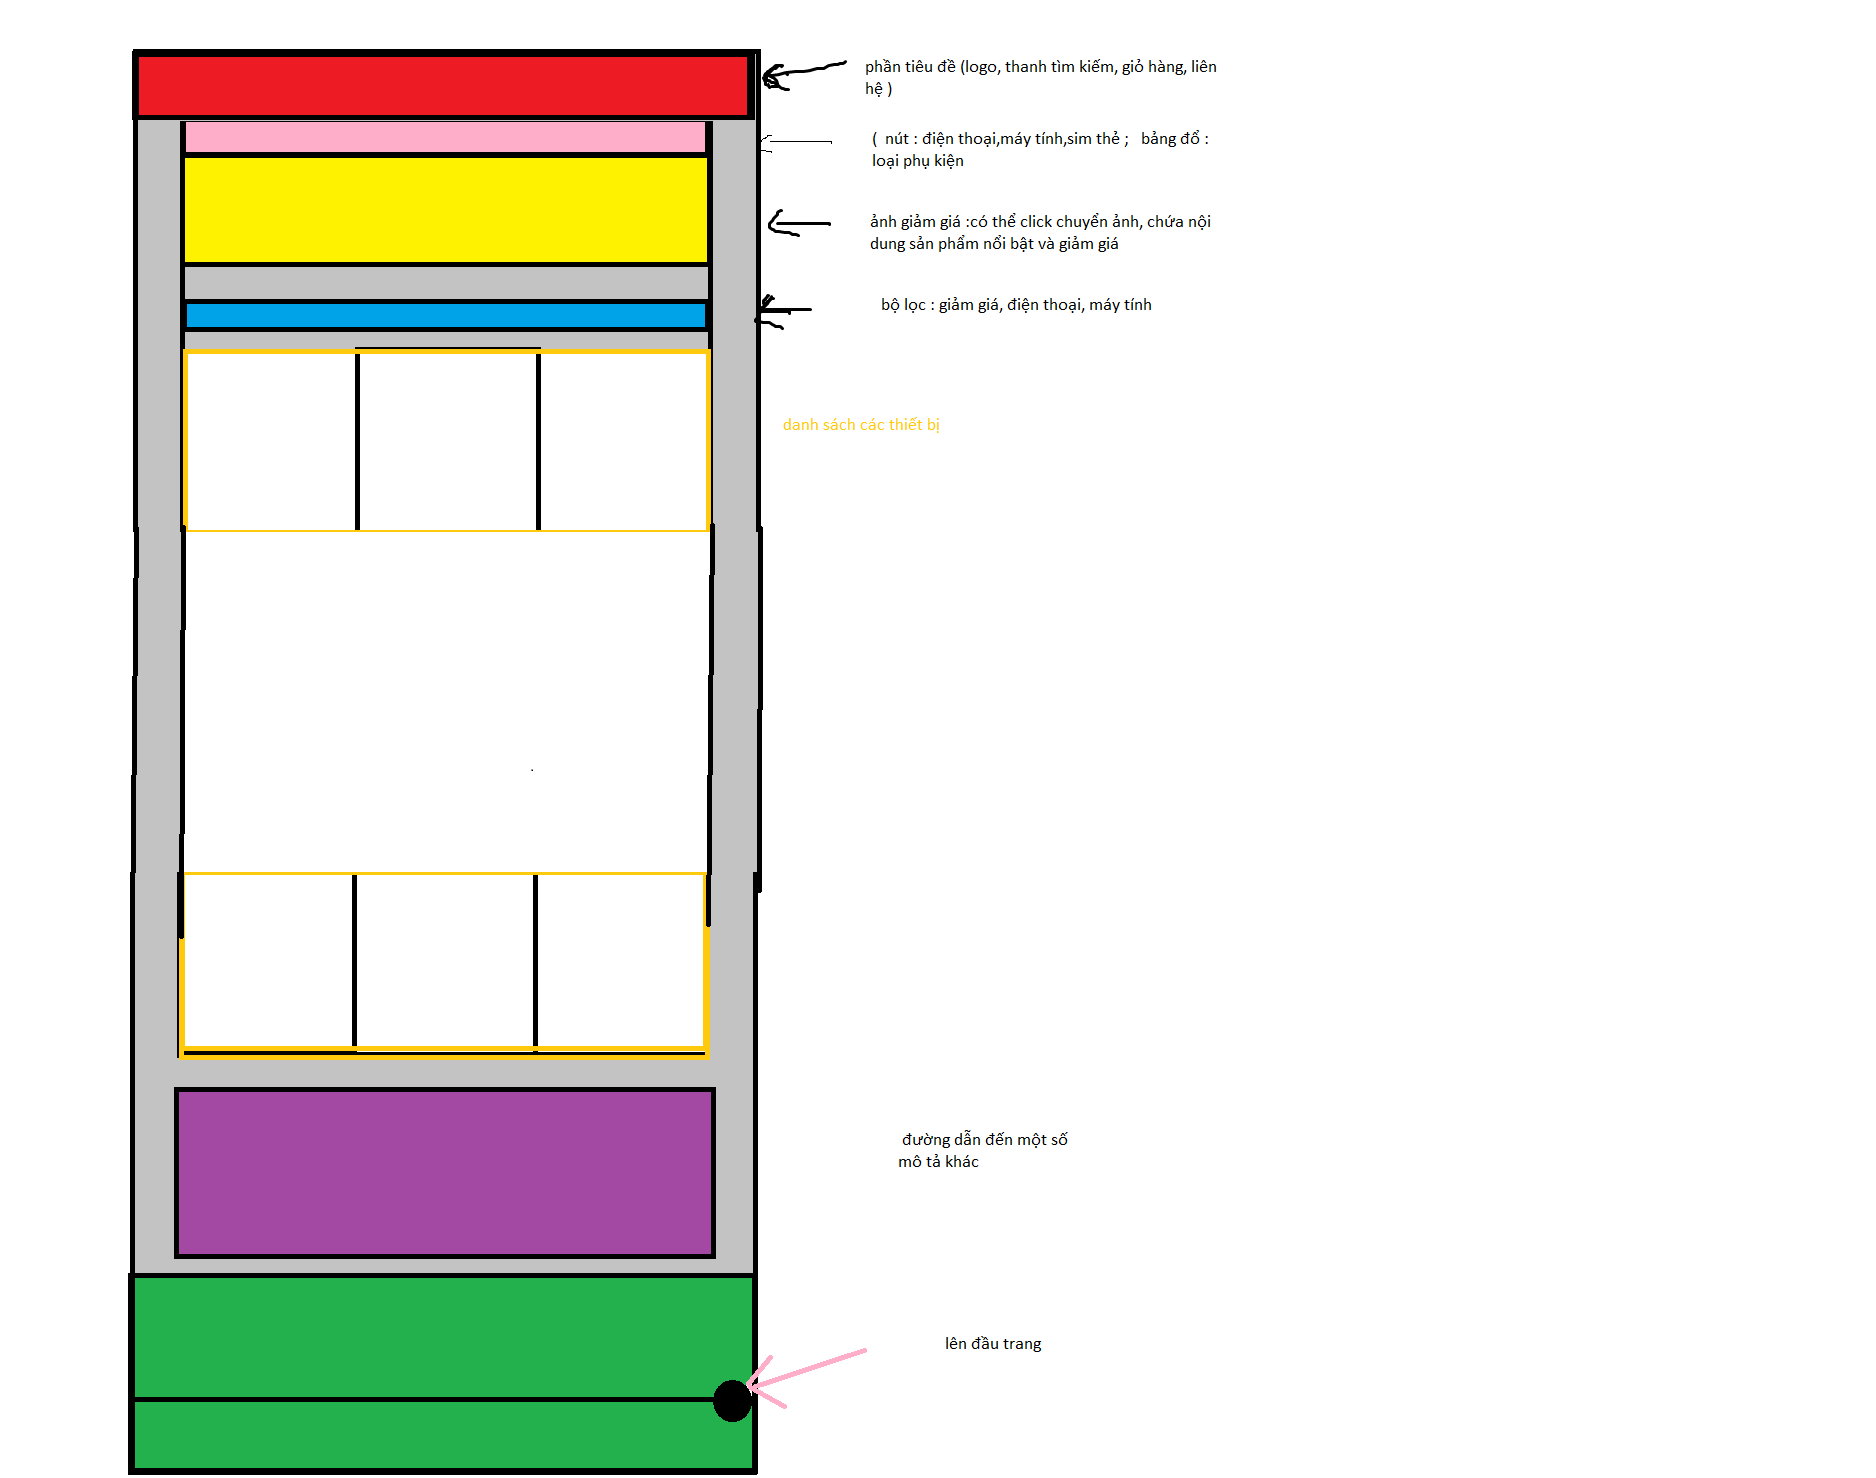 phần tiêu đề (logo, thanh tìm kiếm, giỏ hàng, liên
hệ )
( nút : điện thoại,máy tính,sim thẻ ; bảng đổ :
loại phụ kiện
ảnh giảm giá :có thể click chuyển ảnh, chứa nội
dung sản phẩm nổi bật và giảm giá
bộ lọc : giảm giá, điện thoại, máy tính
danh sách các thiết bị
đường dẫn đến một số
mô tả khác
lên đầu trang